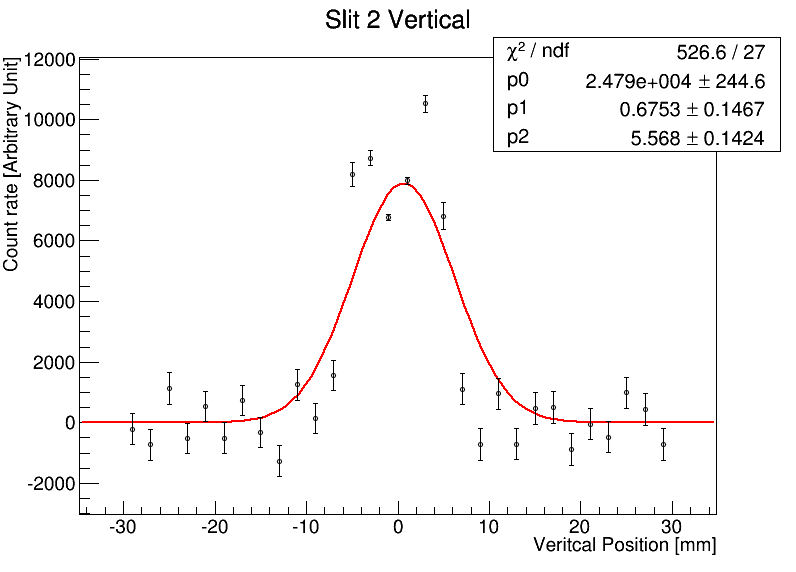 Slit 2 Vertical
χ² / ndf 526.6 / 27
p0 2.479e+004 ± 244.6
p1 0.6753 ± 0.1467
p2 5.568 ± 0.1424
Count rate [Arbitrary Unit]
12000
10000
8000
6000
4000
2000
0
-2000
-30 -20 -10 0 10 20 30
Veritcal Position [mm]